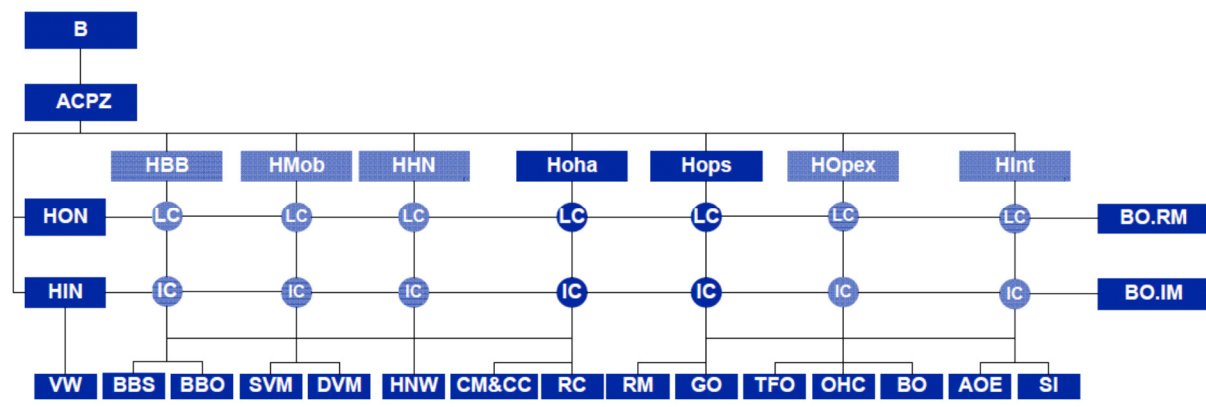 B
ACPZ
HBB HMob HHN Hoha Hops HOpex HInt
HON LC LC LC LC LC LC LC BO.RM
HIN IC IC IC IC IC IC IC BO.IM
VW BBS BBO SVM DVM HNW CM&CC RC RM GO TFO OHC BO AOE SI